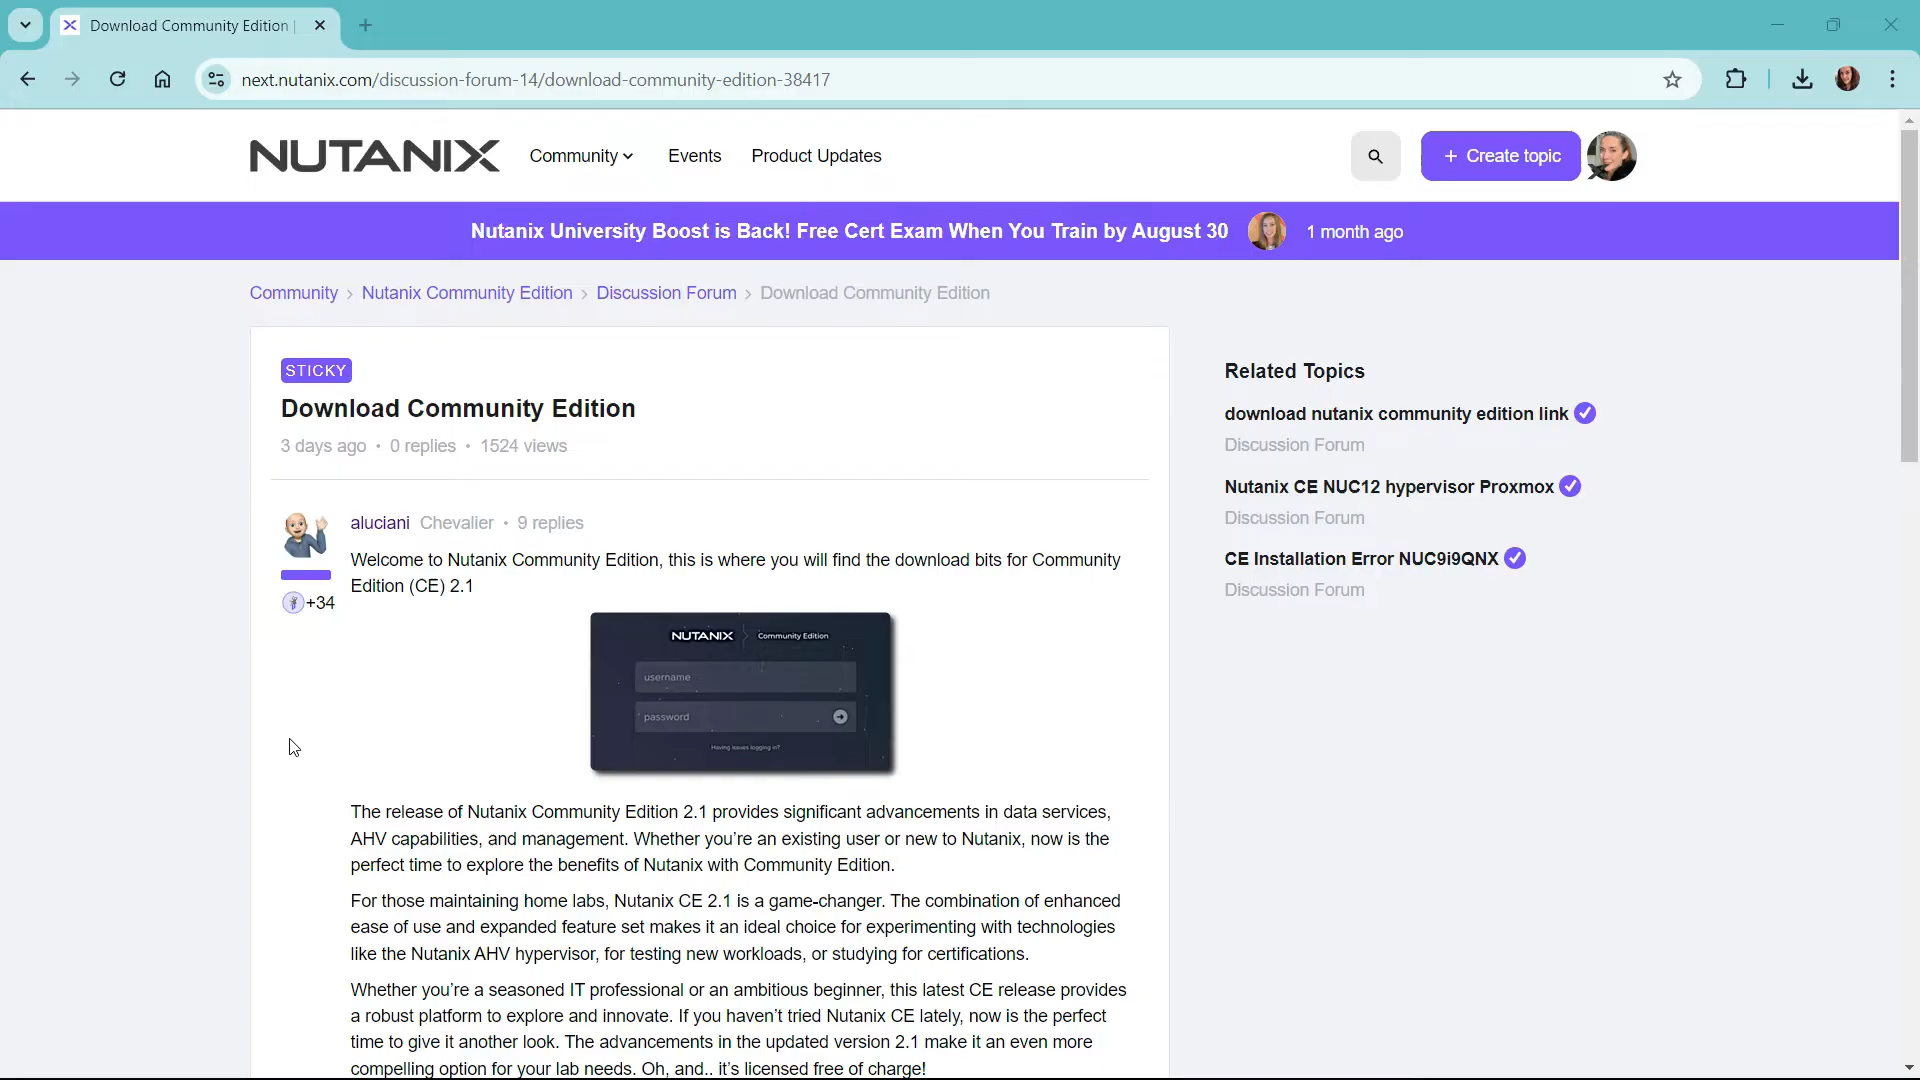 Download Community Edition |
next.nutanix.com/discussion-forum-14/download-community-edition-38417
NUTANIX
Community
Events
Product Updates
+ Create topic
Nutanix University Boost is Back! Free Cert Exam When You Train by August 30
1 month ago
Community > Nutanix Community Edition > Discussion Forum > Download Community Edition
STICKY
Download Community Edition
3 days ago • 0 replies • 1524 views
aluciani Chevalier • 9 replies
+34
Welcome to Nutanix Community Edition, this is where you will find the download bits for Community
Edition (CE) 2.1
NUTANIX Community Edition
username
password
Having issues logging in?
The release of Nutanix Community Edition 2.1 provides significant advancements in data services,
AHV capabilities, and management. Whether you’re an existing user or new to Nutanix, now is the
perfect time to explore the benefits of Nutanix with Community Edition.
For those maintaining home labs, Nutanix CE 2.1 is a game-changer. The combination of enhanced
ease of use and expanded feature set makes it an ideal choice for experimenting with technologies
like the Nutanix AHV hypervisor, for testing new workloads, or studying for certifications.
Whether you’re a seasoned IT professional or an ambitious beginner, this latest CE release provides
a robust platform to explore and innovate. If you haven’t tried Nutanix CE lately, now is the perfect
time to give it another look. The advancements in the updated version 2.1 make it an even more
compelling option for your lab needs. Oh, and.. it’s licensed free of charge!
Related Topics
download nutanix community edition link
Discussion Forum
Nutanix CE NUC12 hypervisor Proxmox
Discussion Forum
CE Installation Error NUC9i9QNX
Discussion Forum